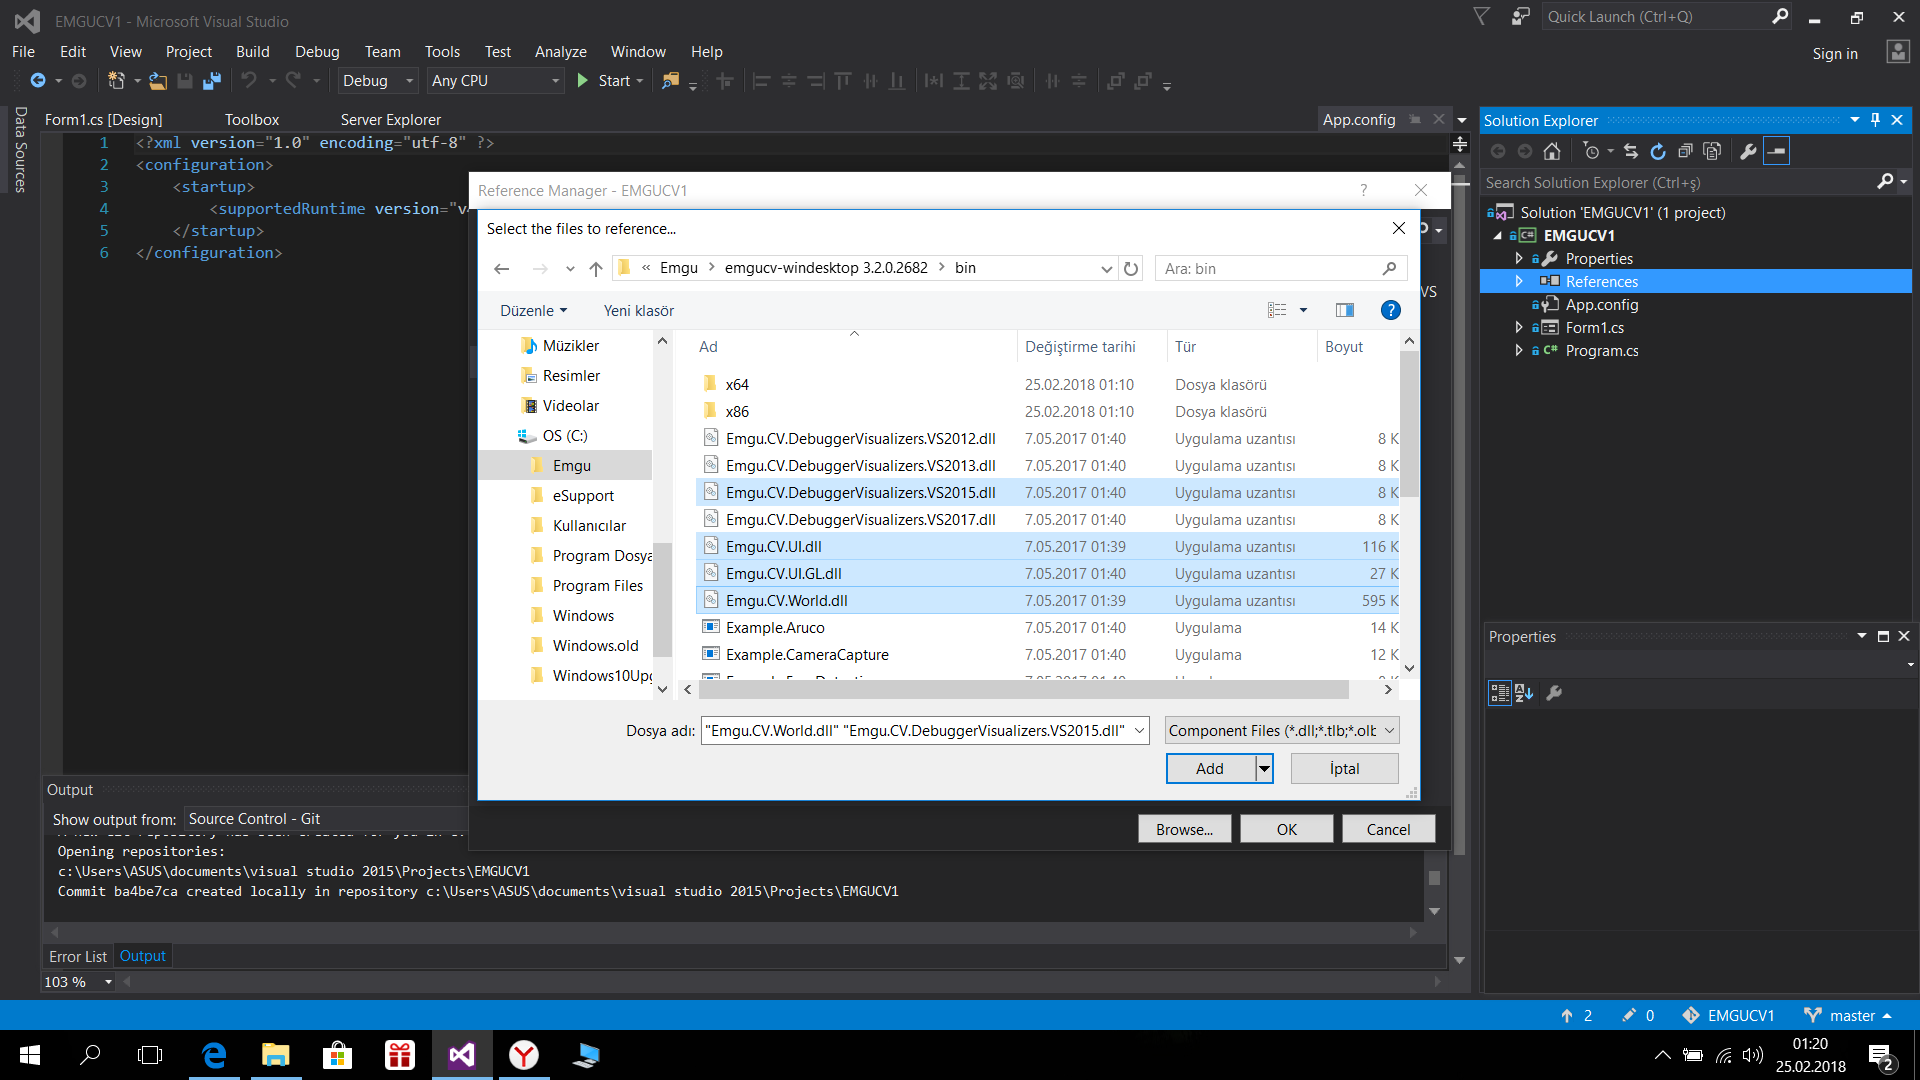 EMGUCV1 - Microsoft Visual Studio
Quick Launch (Ctrl+Q)
File Edit View Project Build Debug Team Tools Test Analyze Window Help
Sign in
Debug Any CPU Start
Data Sources
Form1.cs [Design] Toolbox Server Explorer App.config
1 <?xml version="1.0" encoding="utf-8" ?>
2 <configuration>
3 <startup>
4 <supportedRuntime version="v
5 </startup>
6 </configuration>
Reference Manager - EMGUCV1 ?
Select the files to reference...
« Emgu > emgucv-windesktop 3.2.0.2682 > bin
Ara: bin
Düzenle Yeni klasör ?
VS
Müzikler
Resimler
Videolar
OS (C:)
Emgu
eSupport
Kullanıcılar
Program Dosya
Program Files
Windows
Windows.old
Windows10Upg
Ad Değiştirme tarihi Tür Boyut
x64 25.02.2018 01:10 Dosya klasörü
x86 25.02.2018 01:10 Dosya klasörü
Emgu.CV.DebuggerVisualizers.VS2012.dll 7.05.2017 01:40 Uygulama uzantısı 8 K
Emgu.CV.DebuggerVisualizers.VS2013.dll 7.05.2017 01:40 Uygulama uzantısı 8 K
Emgu.CV.DebuggerVisualizers.VS2015.dll 7.05.2017 01:40 Uygulama uzantısı 8 K
Emgu.CV.DebuggerVisualizers.VS2017.dll 7.05.2017 01:40 Uygulama uzantısı 8 K
Emgu.CV.UI.dll 7.05.2017 01:39 Uygulama uzantısı 116 K
Emgu.CV.UI.GL.dll 7.05.2017 01:40 Uygulama uzantısı 27 K
Emgu.CV.World.dll 7.05.2017 01:39 Uygulama uzantısı 595 K
Example.Aruco 7.05.2017 01:40 Uygulama 14 K
Example.CameraCapture 7.05.2017 01:40 Uygulama 12 K
Dosya adı: "Emgu.CV.World.dll" "Emgu.CV.DebuggerVisualizers.VS2015.dll"
Component Files (*.dll;*.tlb;*.olb
Add İptal
Browse... OK Cancel
Solution Explorer
Search Solution Explorer (Ctrl+ş)
Solution 'EMGUCV1' (1 project)
EMGUCV1
Properties
References
App.config
Form1.cs
Program.cs
Properties
Output
Show output from: Source Control - Git
Opening repositories:
c:\Users\ASUS\documents\visual studio 2015\Projects\EMGUCV1
Commit ba4be7ca created locally in repository c:\Users\ASUS\documents\visual studio 2015\Projects\EMGUCV1
Error List Output
103 %
2 0 EMGUCV1 master
01:20
25.02.2018
2